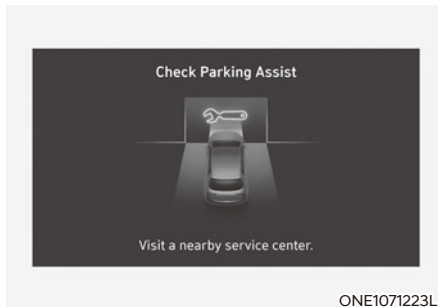 Check Parking Assist
Visit a nearby service center.
ONE1071223L